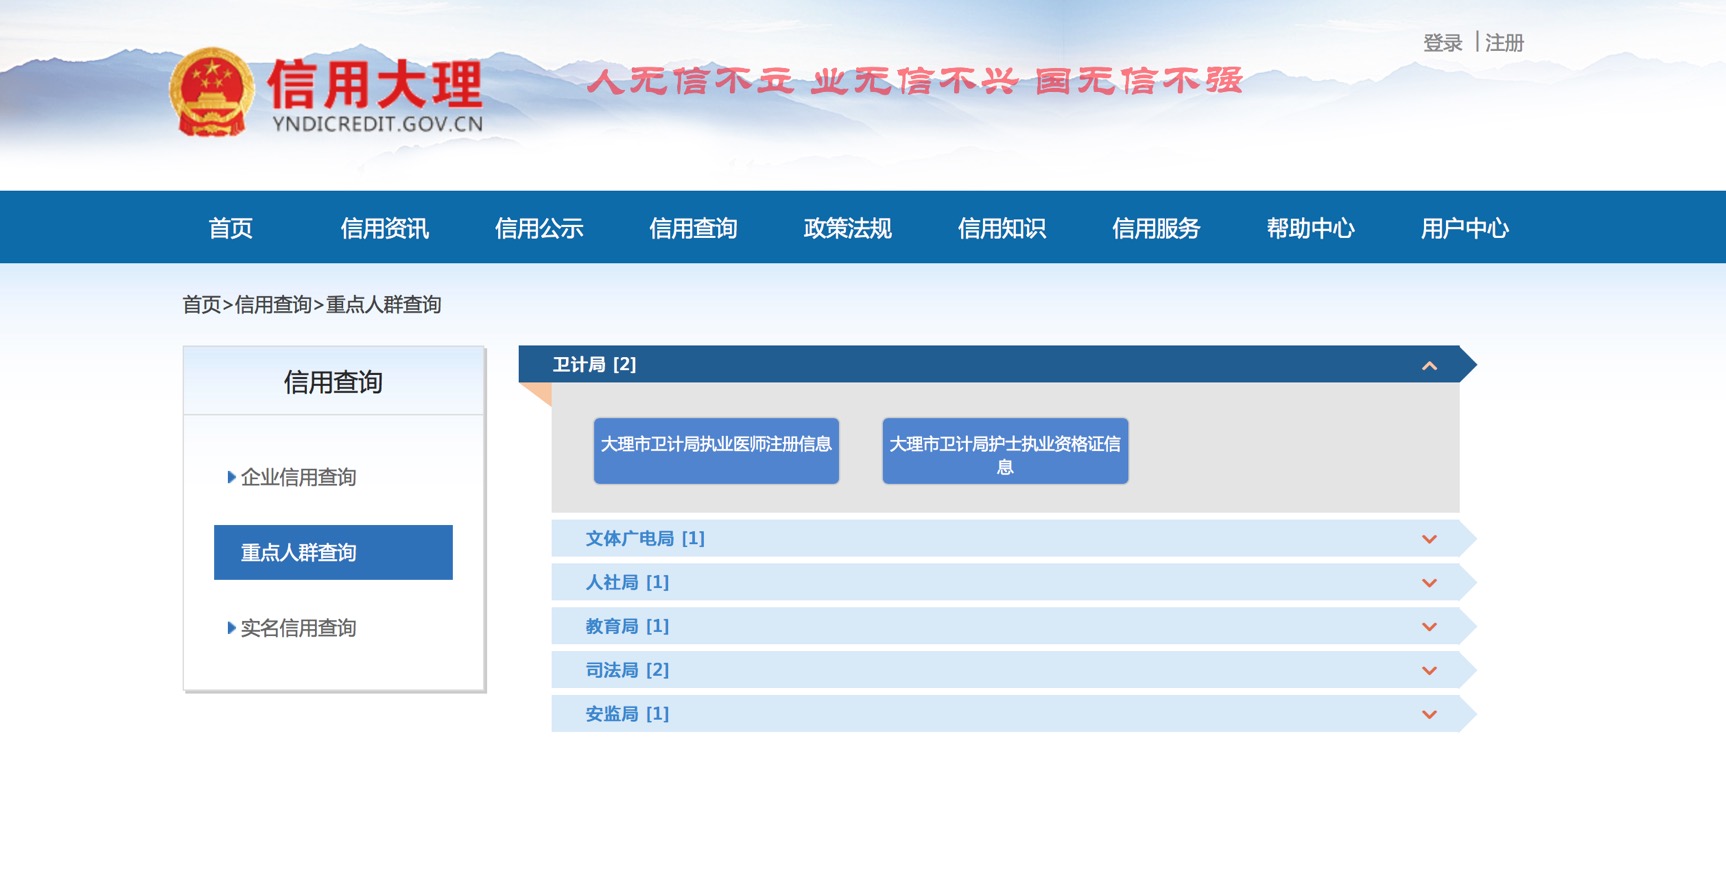 登录 | 注册
信用大理
YNDICREDIT.GOV.CN
人无信不立 业无信不兴 国无信不强
首页 信用资讯 信用公示 信用查询 政策法规 信用知识 信用服务 帮助中心 用户中心
首页>信用查询>重点人群查询
信用查询
企业信用查询
重点人群查询
实名信用查询
卫计局 [2]
大理市卫计局执业医师注册信息
大理市卫计局护士执业资格证信
息
文体广电局 [1]
人社局 [1]
教育局 [1]
司法局 [2]
安监局 [1]